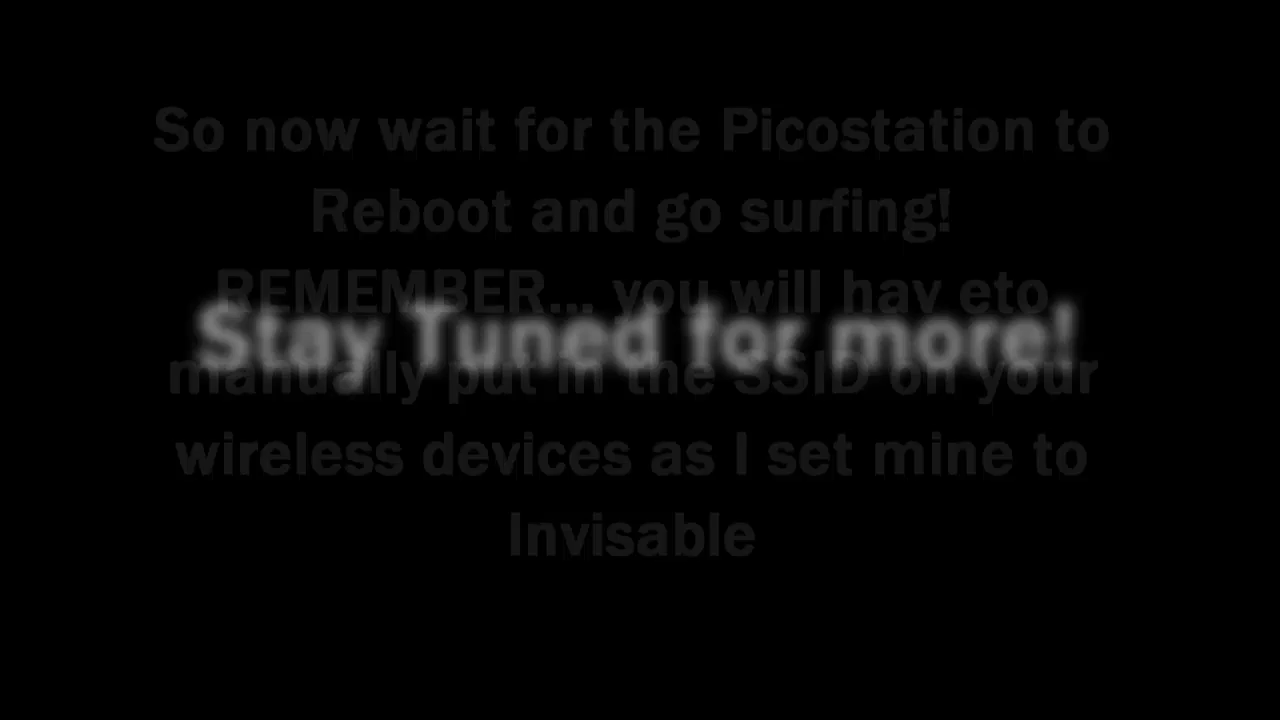 So now wait for the Picostation to
Reboot and go surfing!
REMEMBER... you will hav eto
Stay Tuned for more!
manually put in the SSID on your
wireless devices as I set mine to
Invisable